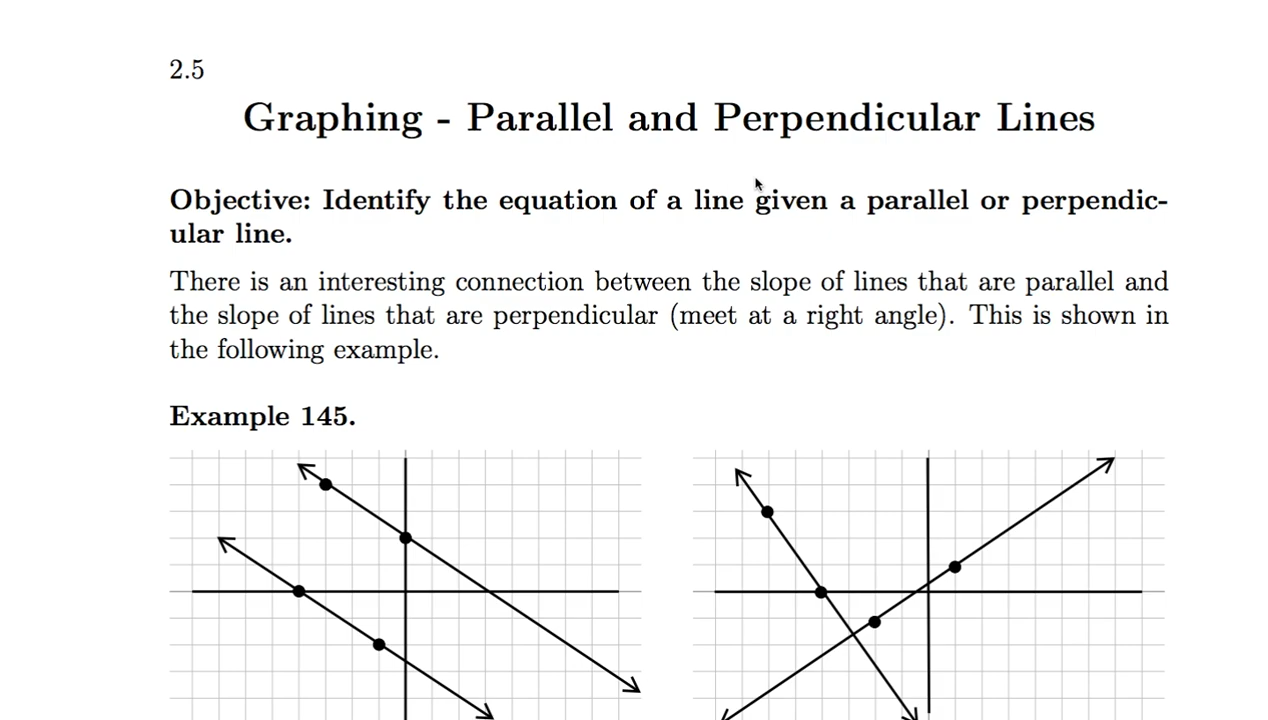 2.5
Graphing - Parallel and Perpendicular Lines
Objective: Identify the equation of a line given a parallel or perpendic-
ular line.
There is an interesting connection between the slope of lines that are parallel and
the slope of lines that are perpendicular (meet at a right angle). This is shown in
the following example.
Example 145.